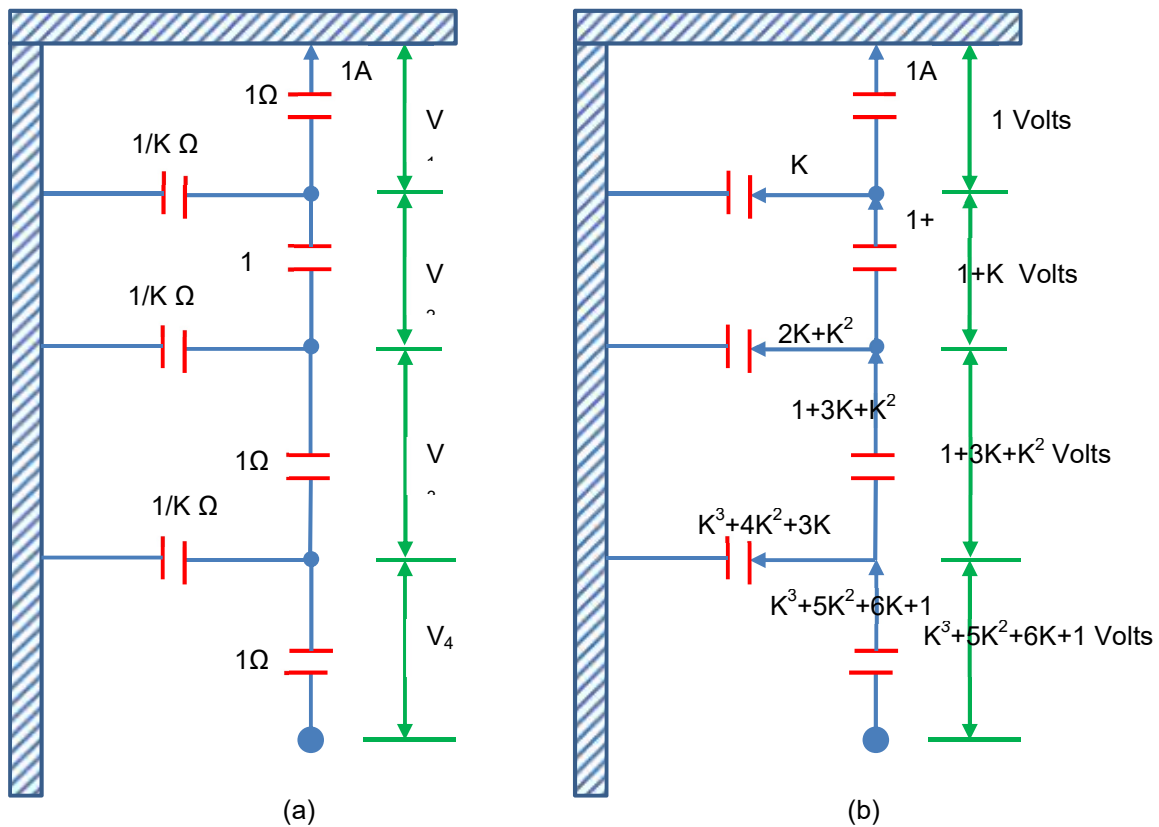 1A
1Ω
V
1/K Ω
1
V
1/K Ω
1Ω
V
1/K Ω
1Ω
V₄
(a)
1A
1 Volts
K
1+
1+K Volts
2K+K²
1+3K+K²
1+3K+K² Volts
K³+4K²+3K
K³+5K²+6K+1
K³+5K²+6K+1 Volts
(b)